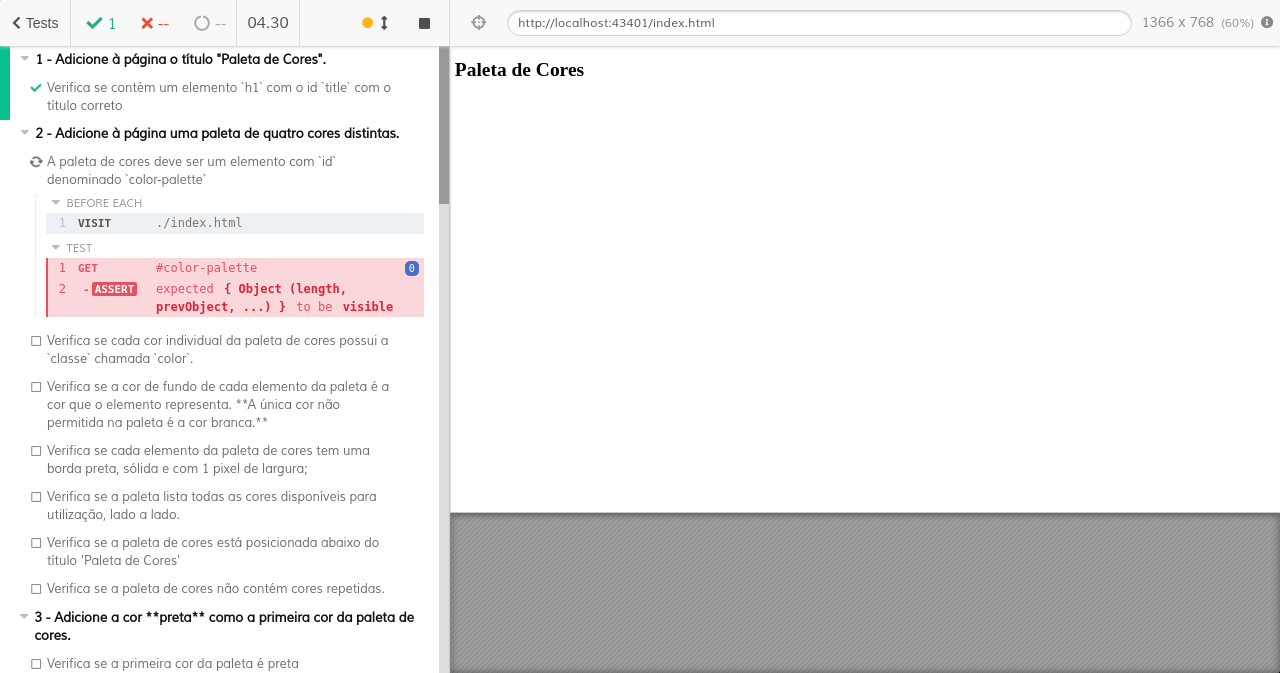 Tests
1
--
--
04.30
http://localhost:43401/index.html
1366 x 768 (60%)
1 - Adicione à página o título "Paleta de Cores".
Verifica se contém um elemento `h1` com o id `title` com o
título correto
2 - Adicione à página uma paleta de quatro cores distintas.
A paleta de cores deve ser um elemento com `id`
denominado `color-palette`
BEFORE EACH
1 VISIT ./index.html
TEST
1 GET #color-palette 0
2 -ASSERT expected { Object (length,
prevObject, ...) } to be visible
Verifica se cada cor individual da paleta de cores possui a
`classe` chamada `color`.
Verifica se a cor de fundo de cada elemento da paleta é a
cor que o elemento representa. **A única cor não
permitida na paleta é a cor branca.**
Verifica se cada elemento da paleta de cores tem uma
borda preta, sólida e com 1 pixel de largura;
Verifica se a paleta lista todas as cores disponíveis para
utilização, lado a lado.
Verifica se a paleta de cores está posicionada abaixo do
título 'Paleta de Cores'
Verifica se a paleta de cores não contém cores repetidas.
3 - Adicione a cor **preta** como a primeira cor da paleta de
cores.
Verifica se a primeira cor da paleta é preta
Paleta de Cores